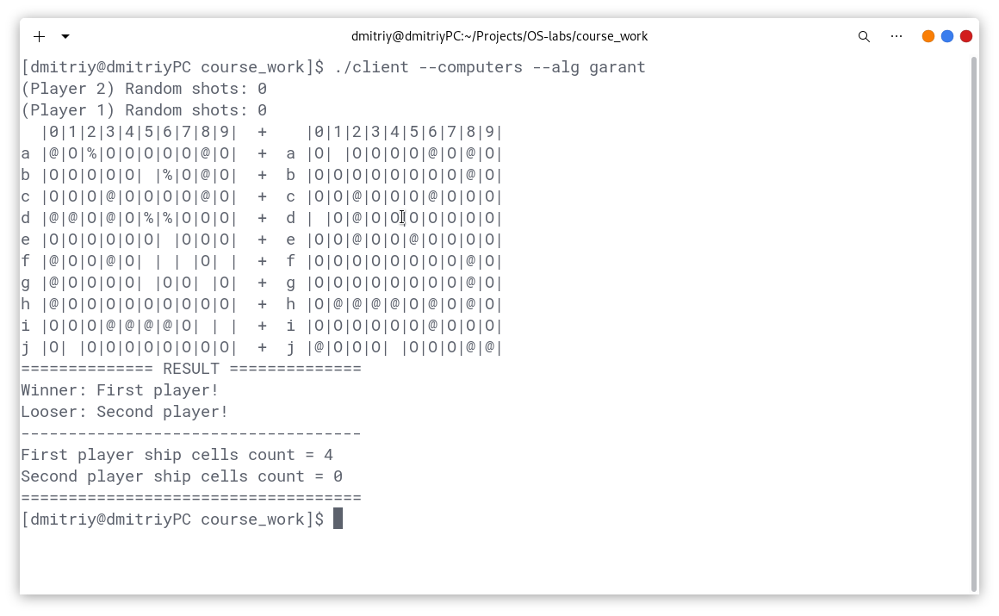 dmitriy@dmitriyPC:~/Projects/OS-labs/course_work
[dmitriy@dmitriyPC course_work]$ ./client --computers --alg garant
(Player 2) Random shots: 0
(Player 1) Random shots: 0
  |0|1|2|3|4|5|6|7|8|9|  +    |0|1|2|3|4|5|6|7|8|9|
a |@|O|%|O|O|O|O|O|@|O|  +  a |O| |O|O|O|O|@|O|@|O|
b |O|O|O|O|O| |%|O|@|O|  +  b |O|O|O|O|O|O|O|O|@|O|
c |O|O|O|@|O|O|O|O|@|O|  +  c |O|O|@|O|O|O|@|O|O|O|
d |@|@|O|@|O|%|%|O|O|O|  +  d | |O|@|O|O|O|O|O|O|O|
e |O|O|O|O|O|O| |O|O|O|  +  e |O|O|@|O|O|@|O|O|O|O|
f |@|O|O|@|O| | | |O| |  +  f |O|O|O|O|O|O|O|O|@|O|
g |@|O|O|O|O| |O|O| |O|  +  g |O|O|O|O|O|O|O|O|@|O|
h |@|O|O|O|O|O|O|O|O|O|  +  h |O|@|@|@|@|O|@|O|@|O|
i |O|O|O|@|@|@|@|O| | |  +  i |O|O|O|O|O|O|@|O|O|O|
j |O| |O|O|O|O|O|O|O|O|  +  j |@|O|O|O| |O|O|O|@|@|
============== RESULT ==============
Winner: First player!
Looser: Second player!
------------------------------------
First player ship cells count = 4
Second player ship cells count = 0
====================================
[dmitriy@dmitriyPC course_work]$